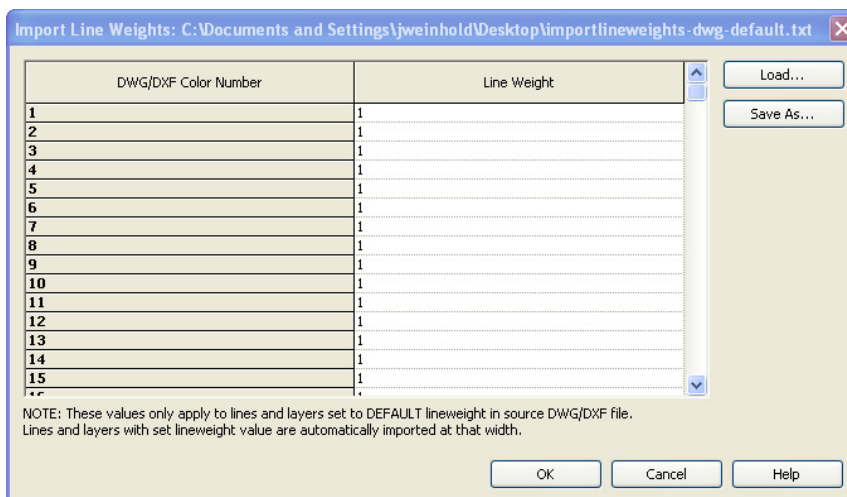 Import Line Weights: C:\Documents and Settings\jweinhold\Desktop\importlineweights-dwg-default.txt
DWG/DXF Color Number Line Weight
1 1
2 1
3 1
4 1
5 1
6 1
7 1
8 1
9 1
10 1
11 1
12 1
13 1
14 1
15 1
16 1
Load...
Save As...
NOTE: These values only apply to lines and layers set to DEFAULT lineweight in source DWG/DXF file.
Lines and layers with set lineweight value are automatically imported at that width.
OK Cancel Help